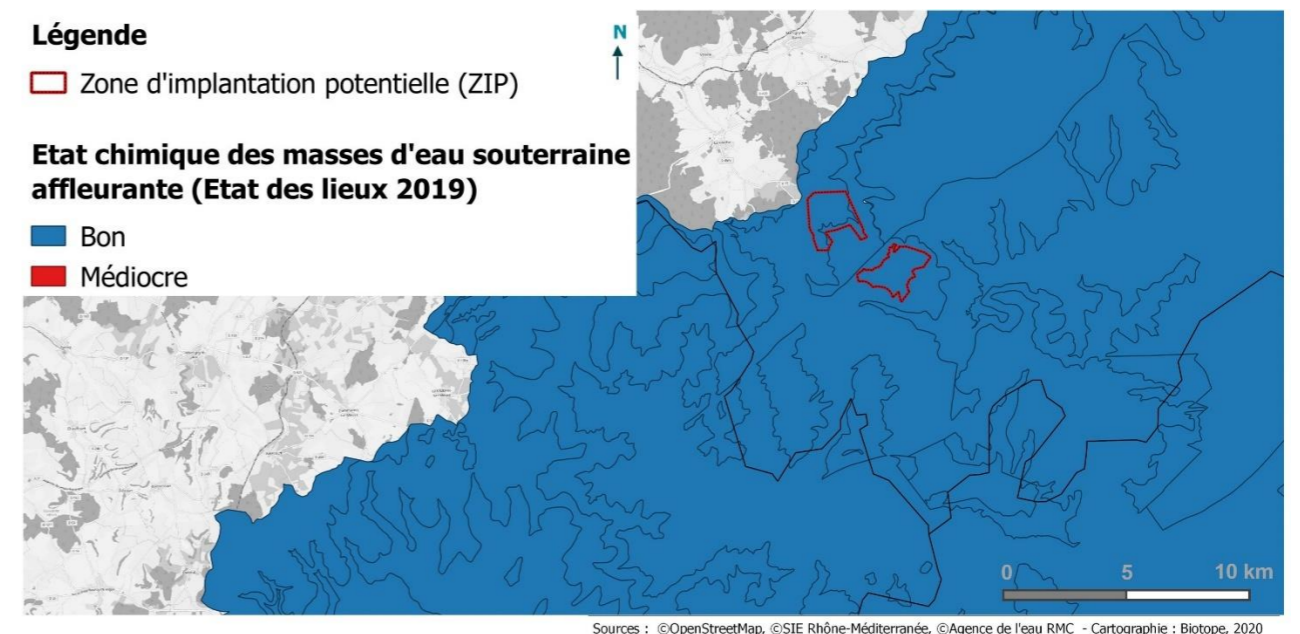 Légende
N
Zone d'implantation potentielle (ZIP)
Etat chimique des masses d'eau souterraine
affleurante (Etat des lieux 2019)
Bon
Médiocre
0 5 10 km
Sources : ©OpenStreetMap, ©SIE Rhône-Méditerranée, ©Agence de l'eau RMC - Cartographie : Biotope, 2020